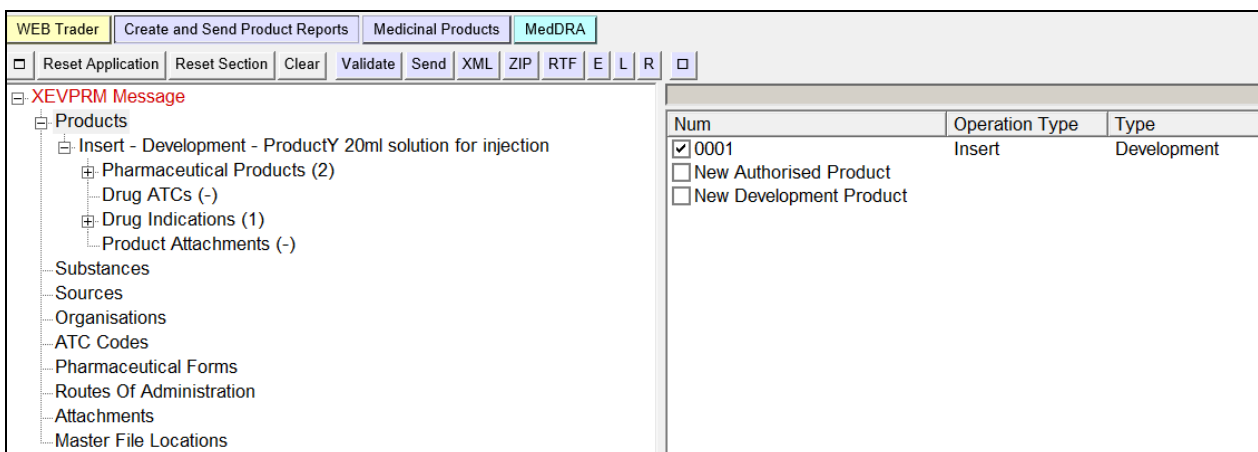 WEB Trader Create and Send Product Reports Medicinal Products MedDRA
Reset Application Reset Section Clear Validate Send XML ZIP RTF E L R
XEVPRM Message
Products
Insert - Development - ProductY 20ml solution for injection
Pharmaceutical Products (2)
Drug ATCs (-)
Drug Indications (1)
Product Attachments (-)
Substances
Sources
Organisations
ATC Codes
Pharmaceutical Forms
Routes Of Administration
Attachments
Master File Locations
Num Operation Type Type
0001 Insert Development
New Authorised Product
New Development Product